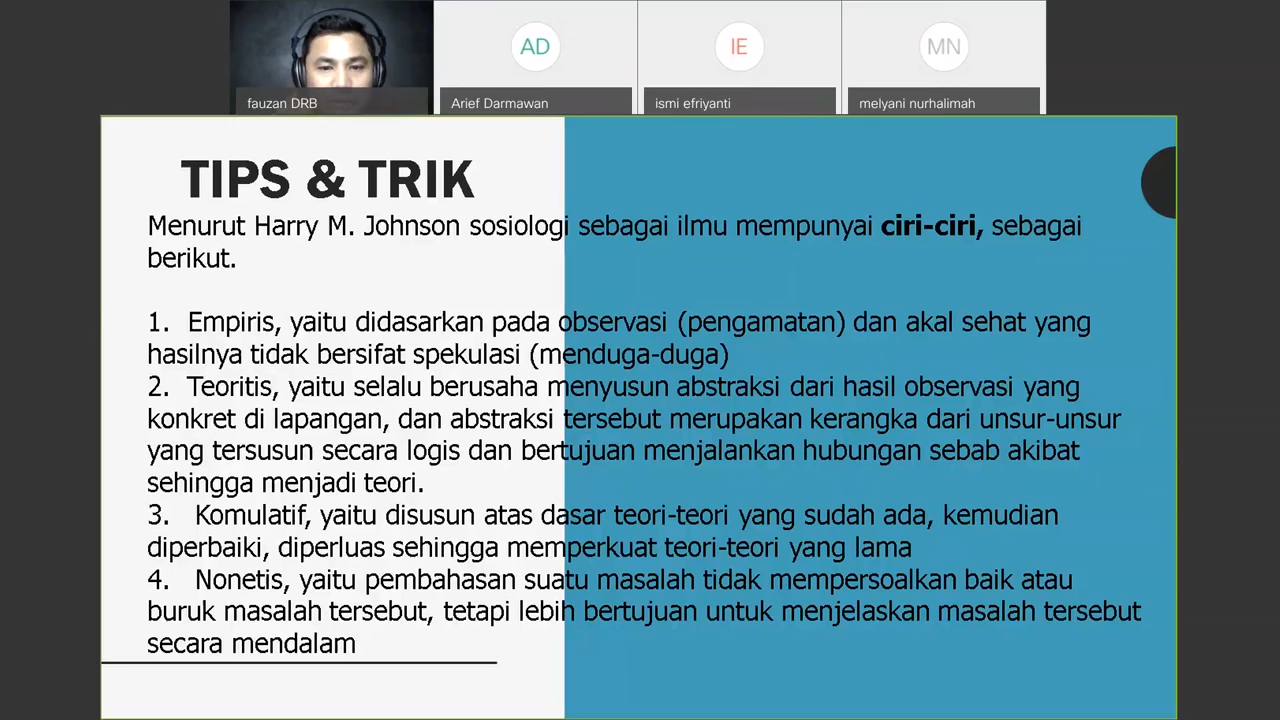 AD
IE
MN
fauzan DRB
Arief Darmawan
ismi efriyanti
melyani nurhalimah
TIPS & TRIK
Menurut Harry M. Johnson sosiologi sebagai ilmu mempunyai ciri-ciri, sebagai
berikut.
1. Empiris, yaitu didasarkan pada observasi (pengamatan) dan akal sehat yang
hasilnya tidak bersifat spekulasi (menduga-duga)
2. Teoritis, yaitu selalu berusaha menyusun abstraksi dari hasil observasi yang
konkret di lapangan, dan abstraksi tersebut merupakan kerangka dari unsur-unsur
yang tersusun secara logis dan bertujuan menjalankan hubungan sebab akibat
sehingga menjadi teori.
3. Komulatif, yaitu disusun atas dasar teori-teori yang sudah ada, kemudian
diperbaiki, diperluas sehingga memperkuat teori-teori yang lama
4. Nonetis, yaitu pembahasan suatu masalah tidak mempersoalkan baik atau
buruk masalah tersebut, tetapi lebih bertujuan untuk menjelaskan masalah tersebut
secara mendalam